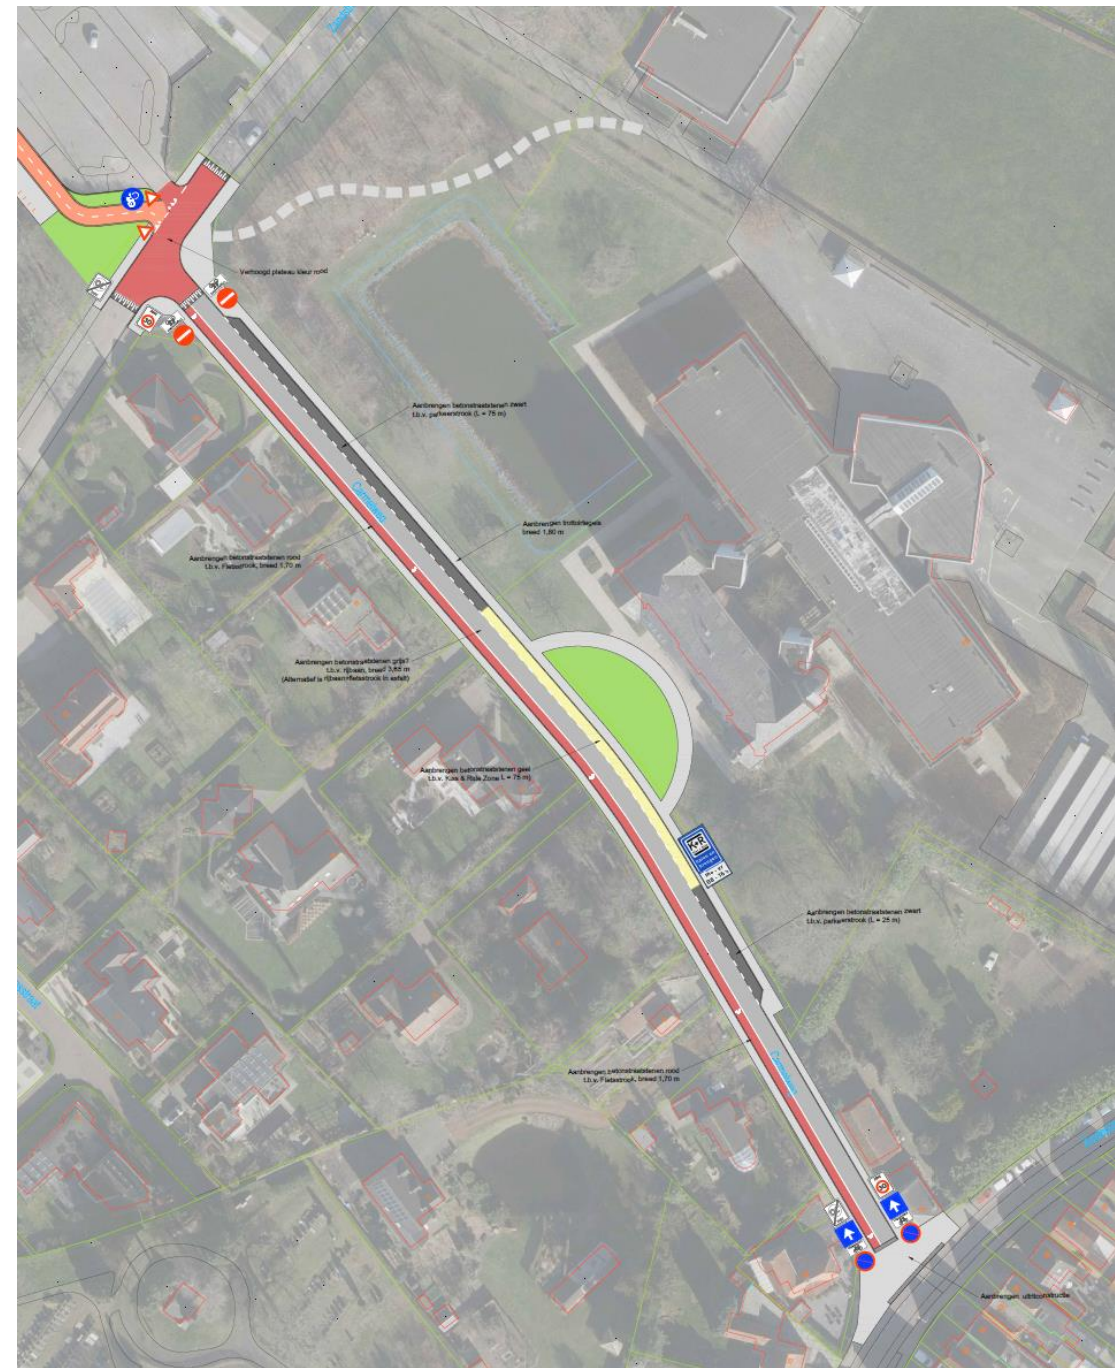 Verhoogd plateau kleur rood
Aanbrengen betonstraatstenen zwart
t.b.v. parkeerstrook (L = 75 m)
Aanbrengen trottoirtegels
breed 1,80 m
Aanbrengen betonstraatstenen rood
t.b.v. Fietsstrook, breed 1,70 m
Aanbrengen betonstraatstenen grijs?
t.b.v. rijbaan, breed 3,85 m
(Alternatief is rijbaan+fietsstrook in asfalt)
Aanbrengen betonstraatstenen geel
t.b.v. Kiss & Ride Zone L = 75 m)
K+R
Aanbrengen betonstraatstenen zwart
t.b.v. parkeerstrook (L = 25 m)
Aanbrengen betonstraatstenen rood
t.b.v. Fietsstrook, breed 1,70 m
Aanbrengen uitritconstructie